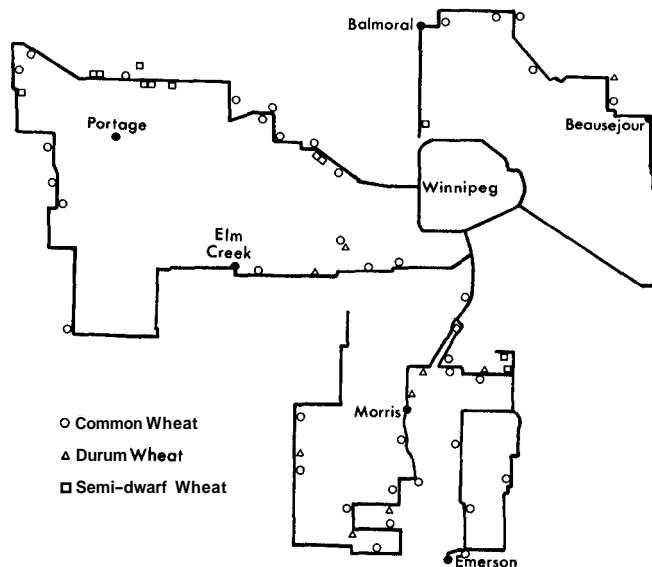 Balmoral
Portage
Beausejour
Winnipeg
Elm
Creek
Morris
Common Wheat
Durum Wheat
Semi-dwarf Wheat
Emerson